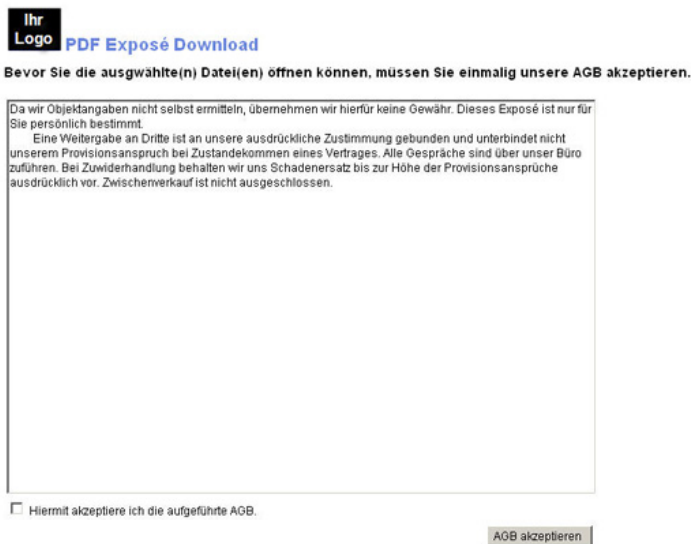 Ihr
Logo
PDF Exposé Download
Bevor Sie die ausgwählte(n) Datei(en) öffnen können, müssen Sie einmalig unsere AGB akzeptieren.
Da wir Objektangaben nicht selbst ermitteln, übernehmen wir hierfür keine Gewähr. Dieses Exposé ist nur für
Sie persönlich bestimmt.
Eine Weitergabe an Dritte ist an unsere ausdrückliche Zustimmung gebunden und unterbindet nicht
unserem Provisionsanspruch bei Zustandekommen eines Vertrages. Alle Gespräche sind über unser Büro
zuführen. Bei Zuwiderhandlung behalten wir uns Schadenersatz bis zur Höhe der Provisionsansprüche
ausdrücklich vor. Zwischenverkauf ist nicht ausgeschlossen.
Hiermit akzeptiere ich die aufgeführte AGB.
AGB akzeptieren